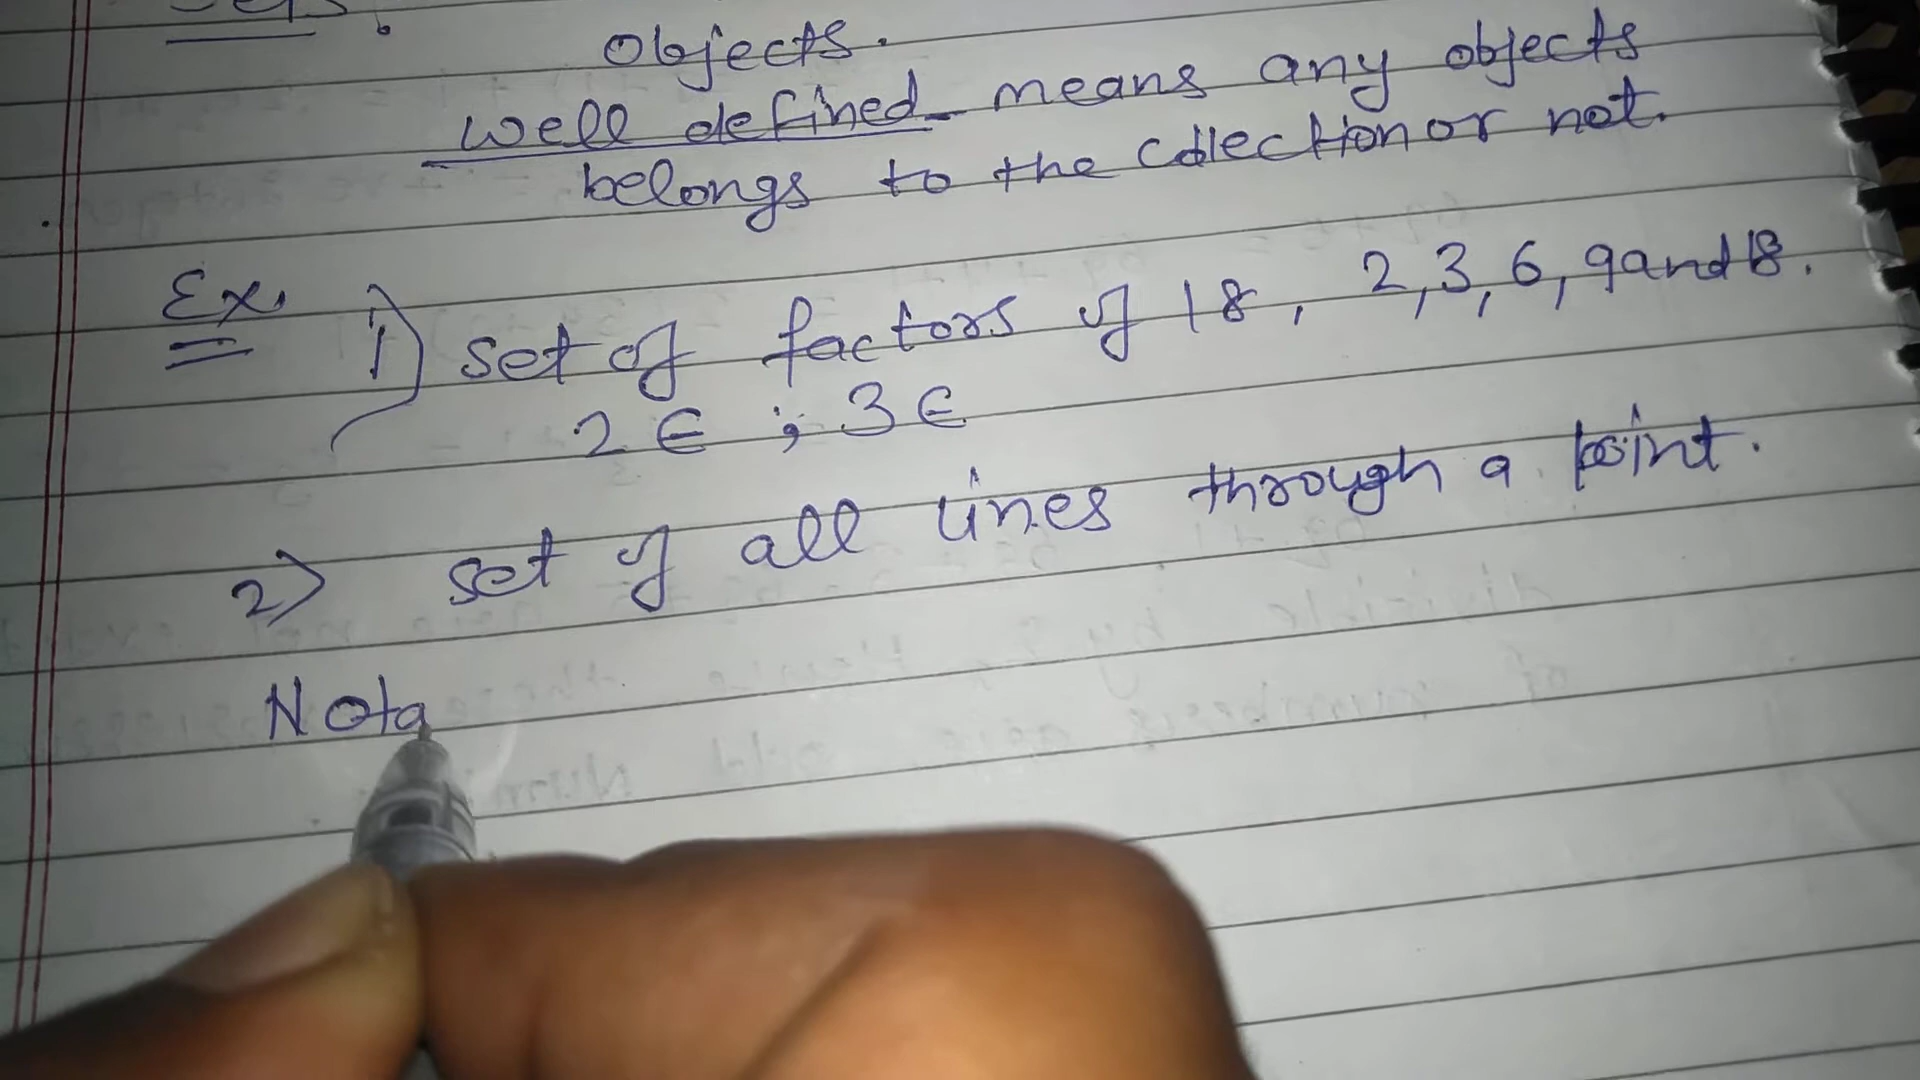 Objects.
well defined means any objects
belongs to the collection or not.
Ex. 1) set of factors of 18, 2,3,6,9 and 18.
2 ∈ ; 3 ∈
2) set of all lines through a point.
Nota